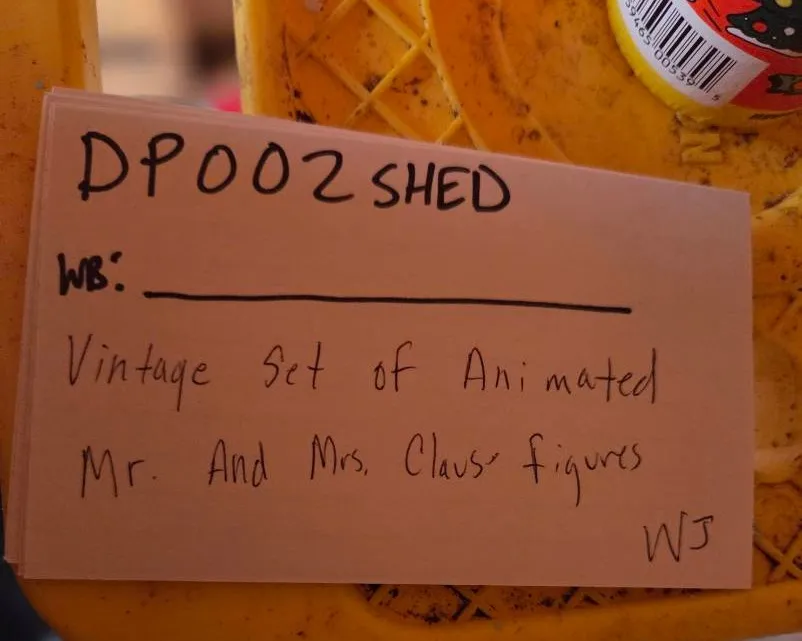 DP002 SHED
WB:
Vintage Set of Animated
Mr. And Mrs. Claus figures
WJ